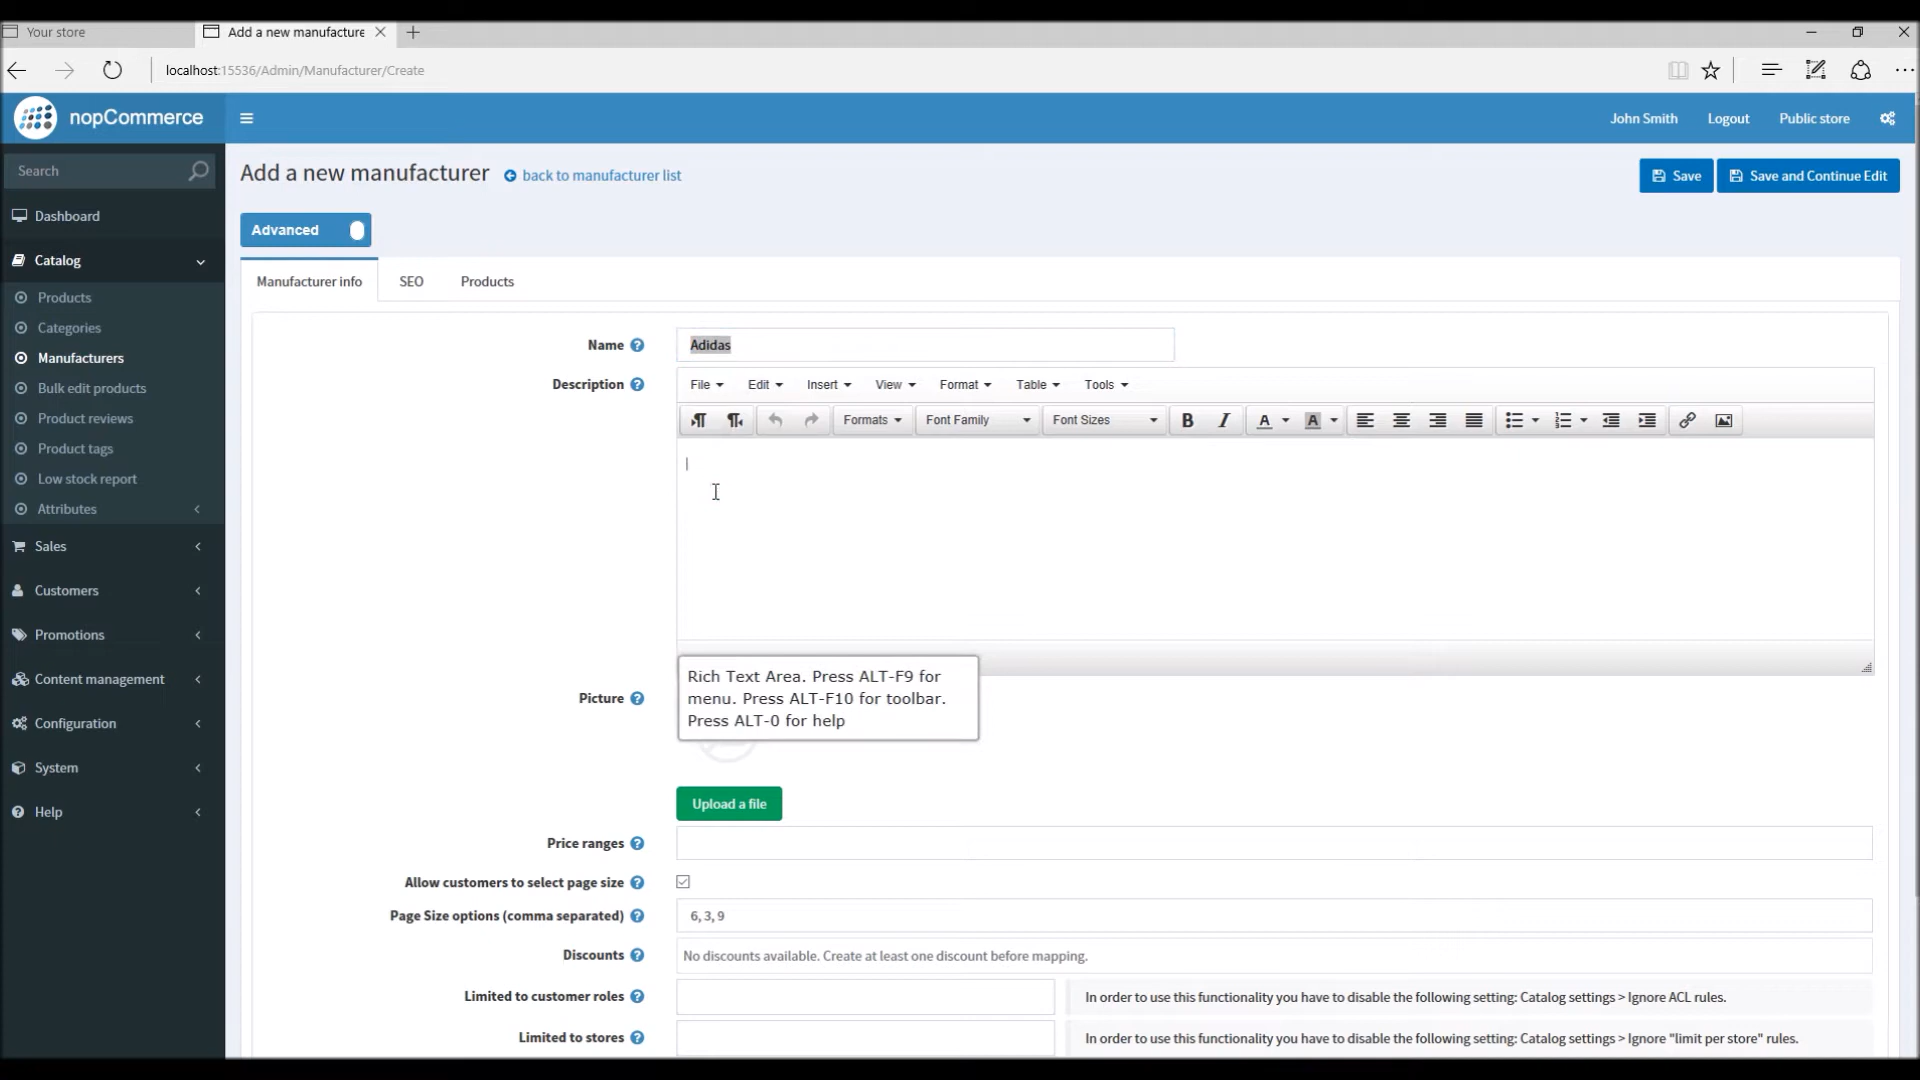 Your store
Add a new manufacture
localhost:15536/Admin/Manufacturer/Create
nopCommerce
John Smith
Logout
Public store
Search
Add a new manufacturer
back to manufacturer list
Save
Save and Continue Edit
Dashboard
Advanced
Catalog
Manufacturer info
SEO
Products
Products
Categories
Manufacturers
Bulk edit products
Product reviews
Product tags
Low stock report
Attributes
Sales
Customers
Promotions
Content management
Configuration
System
Help
Name
Adidas
Description
File
Edit
Insert
View
Format
Table
Tools
Formats
Font Family
Font Sizes
B
I
A
A
Rich Text Area. Press ALT-F9 for
menu. Press ALT-F10 for toolbar.
Press ALT-0 for help
Picture
Upload a file
Price ranges
Allow customers to select page size
Page Size options (comma separated)
6, 3, 9
Discounts
No discounts available. Create at least one discount before mapping.
Limited to customer roles
In order to use this functionality you have to disable the following setting: Catalog settings > Ignore ACL rules.
Limited to stores
In order to use this functionality you have to disable the following setting: Catalog settings > Ignore "limit per store" rules.